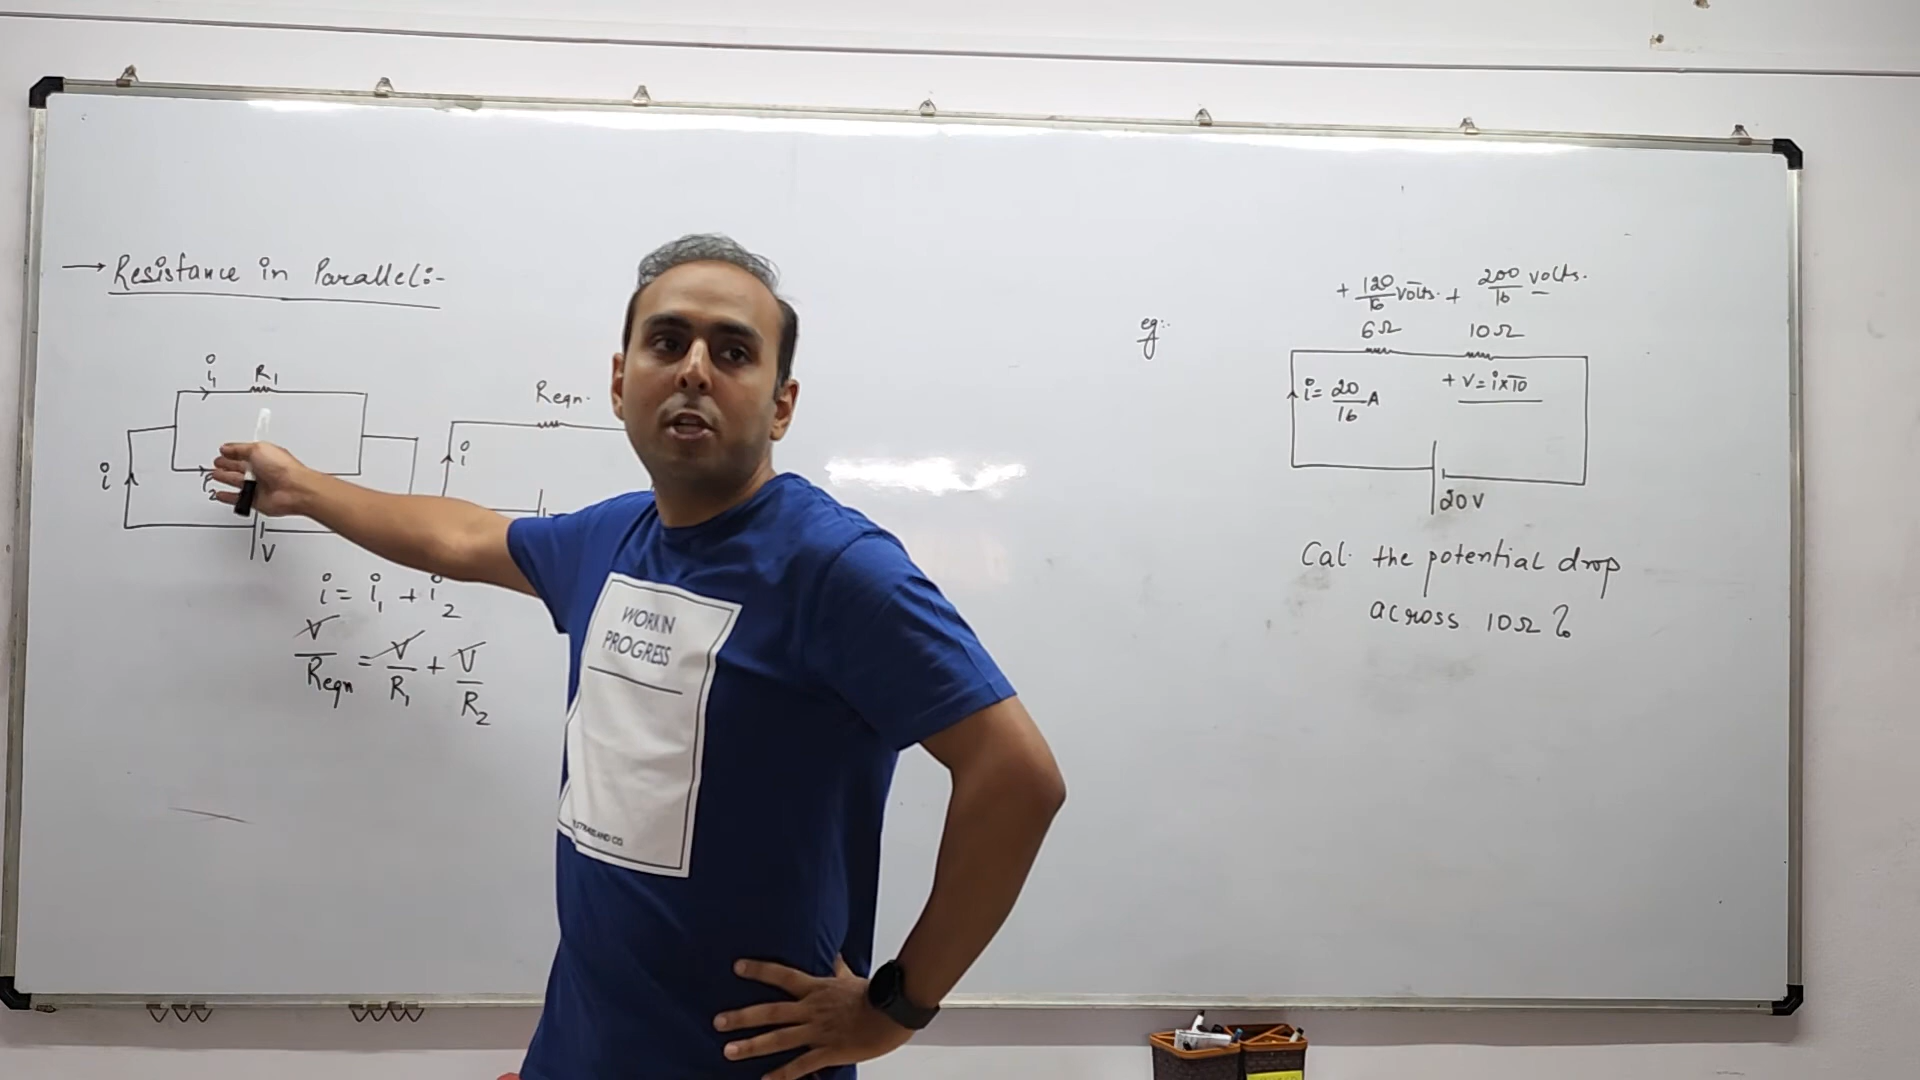 → Resistance in Parallel:-
i₁
R₁
i
V
Reqn.
i
i = i₁ + i₂
V/Reqn = V/R₁ + V/R₂
WORK IN
PROGRESS
eg:-
+ 120/16 volts. + 200/16 volts.
6Ω 10Ω
i = 20/16 A
+ V = i×10
20V
Cal. the potential drop
across 10Ω ?